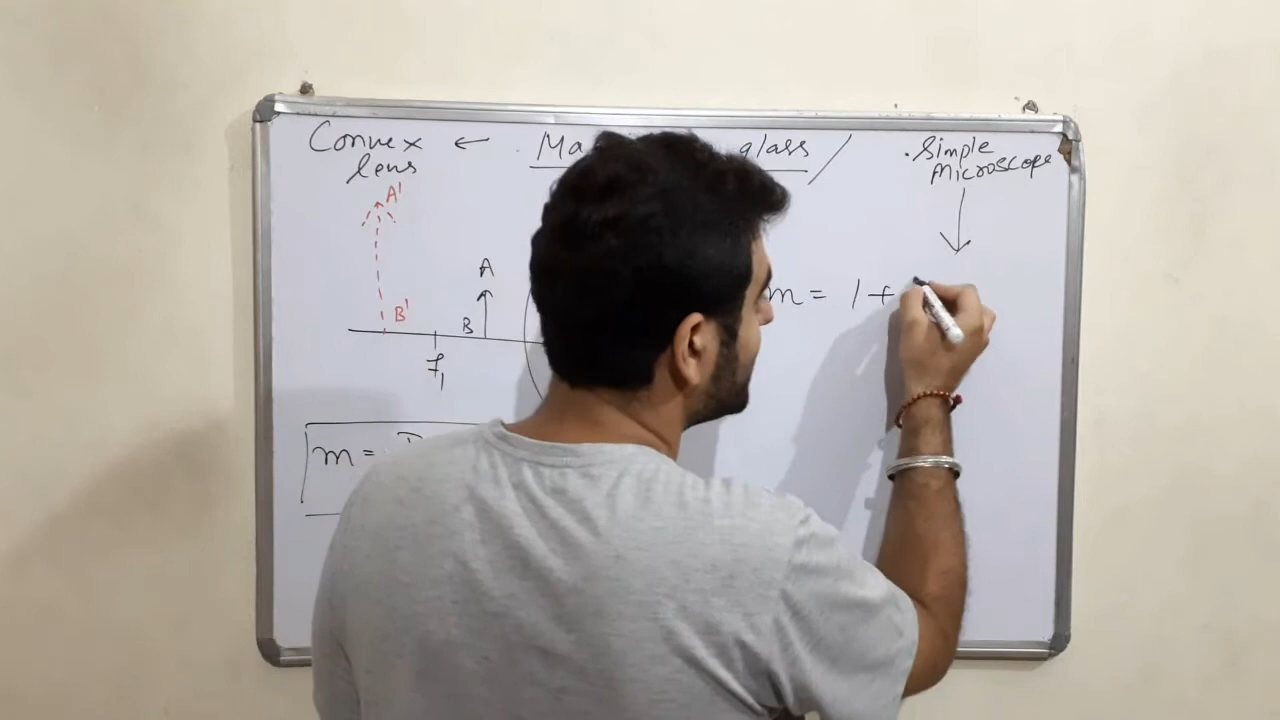 Convex ← glass /
lens
Simple
Microscope
A'
A
B'
B
f1
m = 1 +
m =